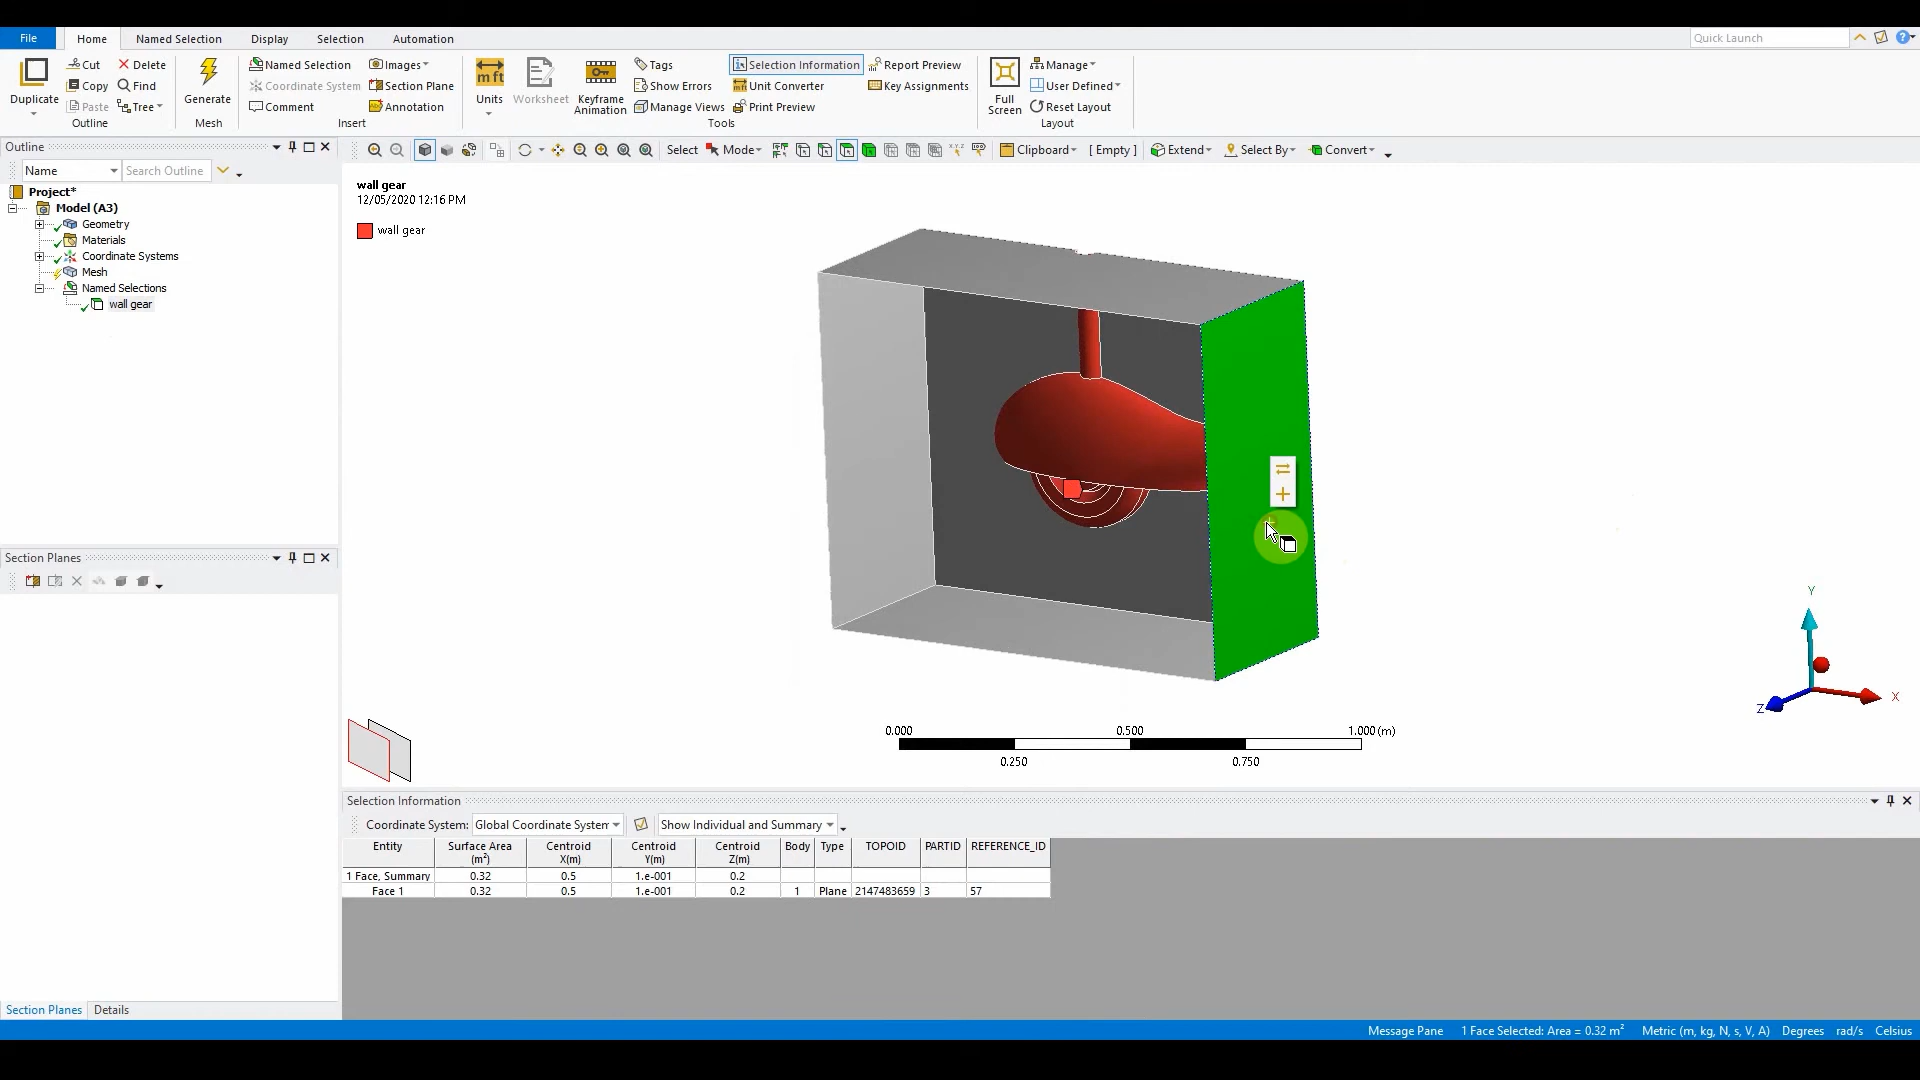 File Home Named Selection Display Selection Automation Quick Launch
Duplicate Cut Copy Paste Delete Find Tree Outline
Generate Mesh
Named Selection Coordinate System Comment Images Section Plane Annotation Insert
Units Worksheet Keyframe Animation Tags Show Errors Manage Views Selection Information Unit Converter Print Preview Report Preview Key Assignments Tools
Full Screen Manage User Defined Reset Layout Layout
Outline
Select Mode Clipboard [ Empty ] Extend Select By Convert
Name Search Outline
Project*
Model (A3)
Geometry
Materials
Coordinate Systems
Mesh
Named Selections
wall gear
wall gear
12/05/2020 12:16 PM
wall gear
Y
X
Z
0.000 0.500 1.000 (m)
0.250 0.750
Section Planes
Selection Information
Coordinate System: Global Coordinate System Show Individual and Summary
Entity Surface Area (m²) Centroid X(m) Centroid Y(m) Centroid Z(m) Body Type TOPOID PARTID REFERENCE_ID
1 Face, Summary 0.32 0.5 1.e-001 0.2
Face 1 0.32 0.5 1.e-001 0.2 1 Plane 2147483659 3 57
Section Planes Details
Message Pane 1 Face Selected: Area = 0.32 m² Metric (m, kg, N, s, V, A) Degrees rad/s Celsius